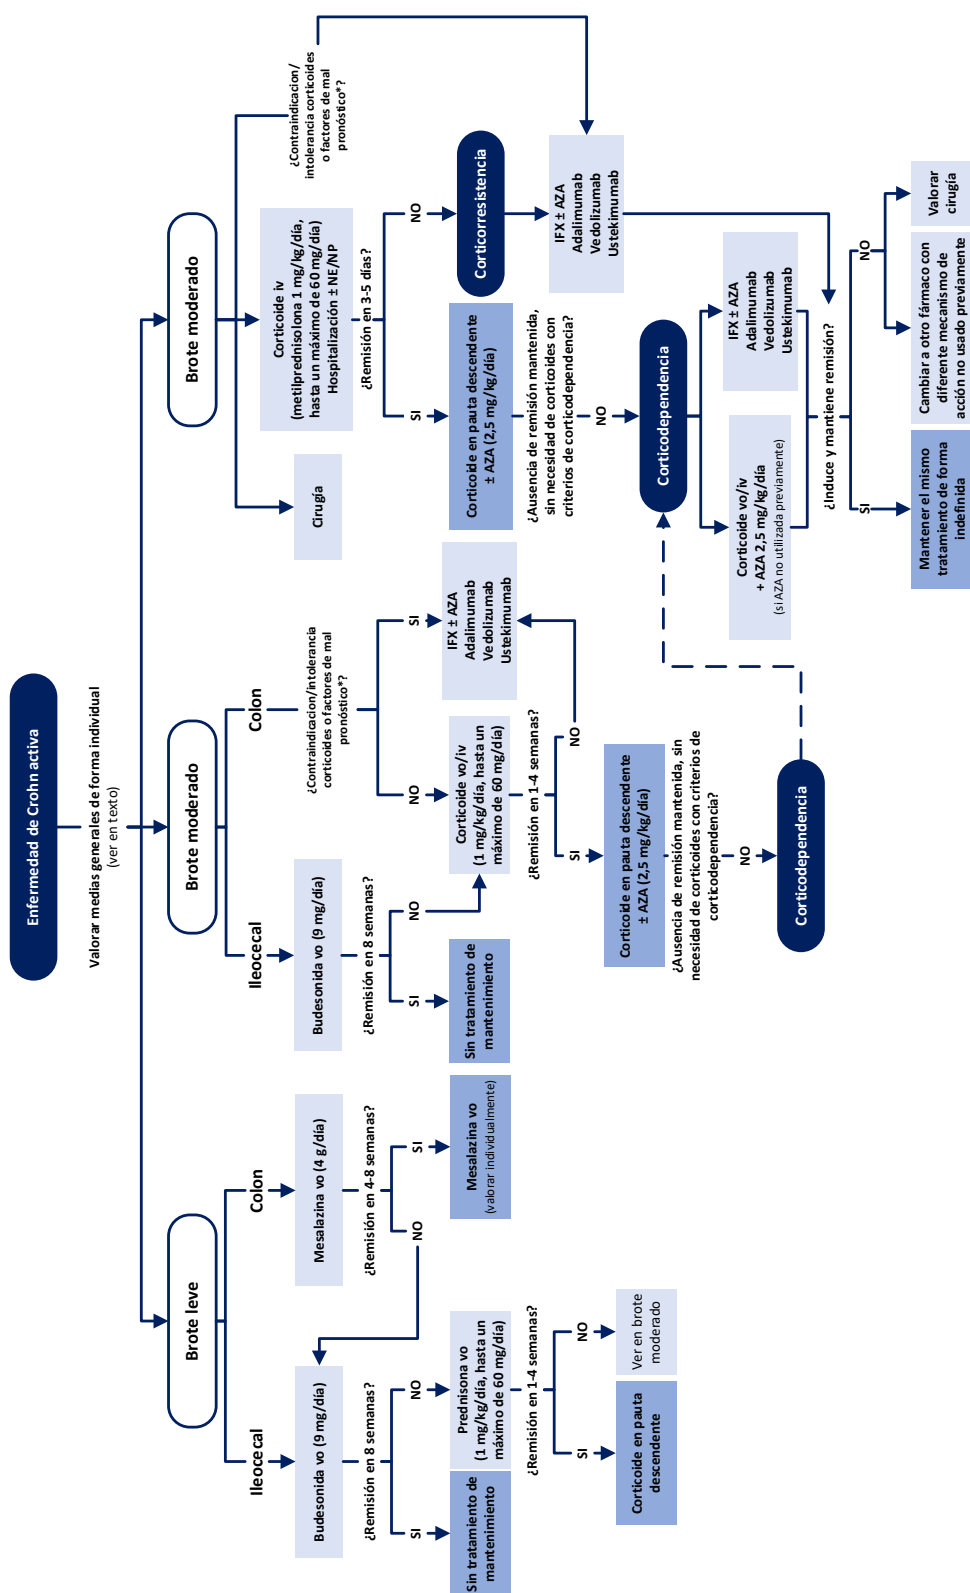 Enfermedad de Crohn activa
Valorar medias generales de forma individual
(ver en texto)
Brote leve
Ileocecal
Budesonida vo (9 mg/día)
¿Remisión en 8 semanas?
SI
Sin tratamiento de
mantenimiento
NO
Prednisona vo
(1 mg/kg/día, hasta un
máximo de 60 mg/día)
¿Remisión en 1-4 semanas?
SI
Corticoide en pauta
descendente
NO
Ver en brote
moderado
Colon
Mesalazina vo (4 g/día)
¿Remisión en 4-8 semanas?
NO
SI
Mesalazina vo
(valorar individualmente)
Brote moderado
Ileocecal
Budesonida vo (9 mg/día)
¿Remisión en 8 semanas?
SI
Sin tratamiento de
mantenimiento
NO
Colon
¿Contraindicacion/intolerancia
corticoides o factores de mal
pronóstico*?
NO
Corticoide vo/iv
(1 mg/kg/día, hasta un
máximo de 60 mg/día)
SI
IFX ± AZA
Adalimumab
Vedolizumab
Ustekimumab
¿Remisión en 1-4 semanas?
SI
NO
Corticoide en pauta descendente
± AZA (2,5 mg/kg/día)
¿Ausencia de remisión mantenida, sin
necesidad de corticoides con criterios de
corticodependencia?
NO
Corticodependencia
Brote moderado
Cirugía
Corticoide iv
(metilprednisolona 1 mg/kg/día,
hasta un máximo de 60 mg/día)
Hospitalización ± NE/NP
¿Contraindicacion/
intolerancia corticoides
o factores de mal
pronóstico*?
¿Remisión en 3-5 días?
SI
Corticoide en pauta descendente
± AZA (2,5 mg/kg/día)
NO
Corticorresistencia
IFX ± AZA
Adalimumab
Vedolizumab
Ustekimumab
¿Ausencia de remisión mantenida,
sin necesidad de corticoides con
criterios de corticodependencia?
NO
Corticodependencia
Corticoide vo/iv
+ AZA 2,5 mg/kg/día
(si AZA no utilizada previamente)
IFX ± AZA
Adalimumab
Vedolizumab
Ustekimumab
¿Induce y mantiene remisión?
SI
Mantener el mismo
tratamiento de forma
indefinida
NO
Cambiar a otro fármaco con
diferente mecanismo de
acción no usado previamente
Valorar
cirugía